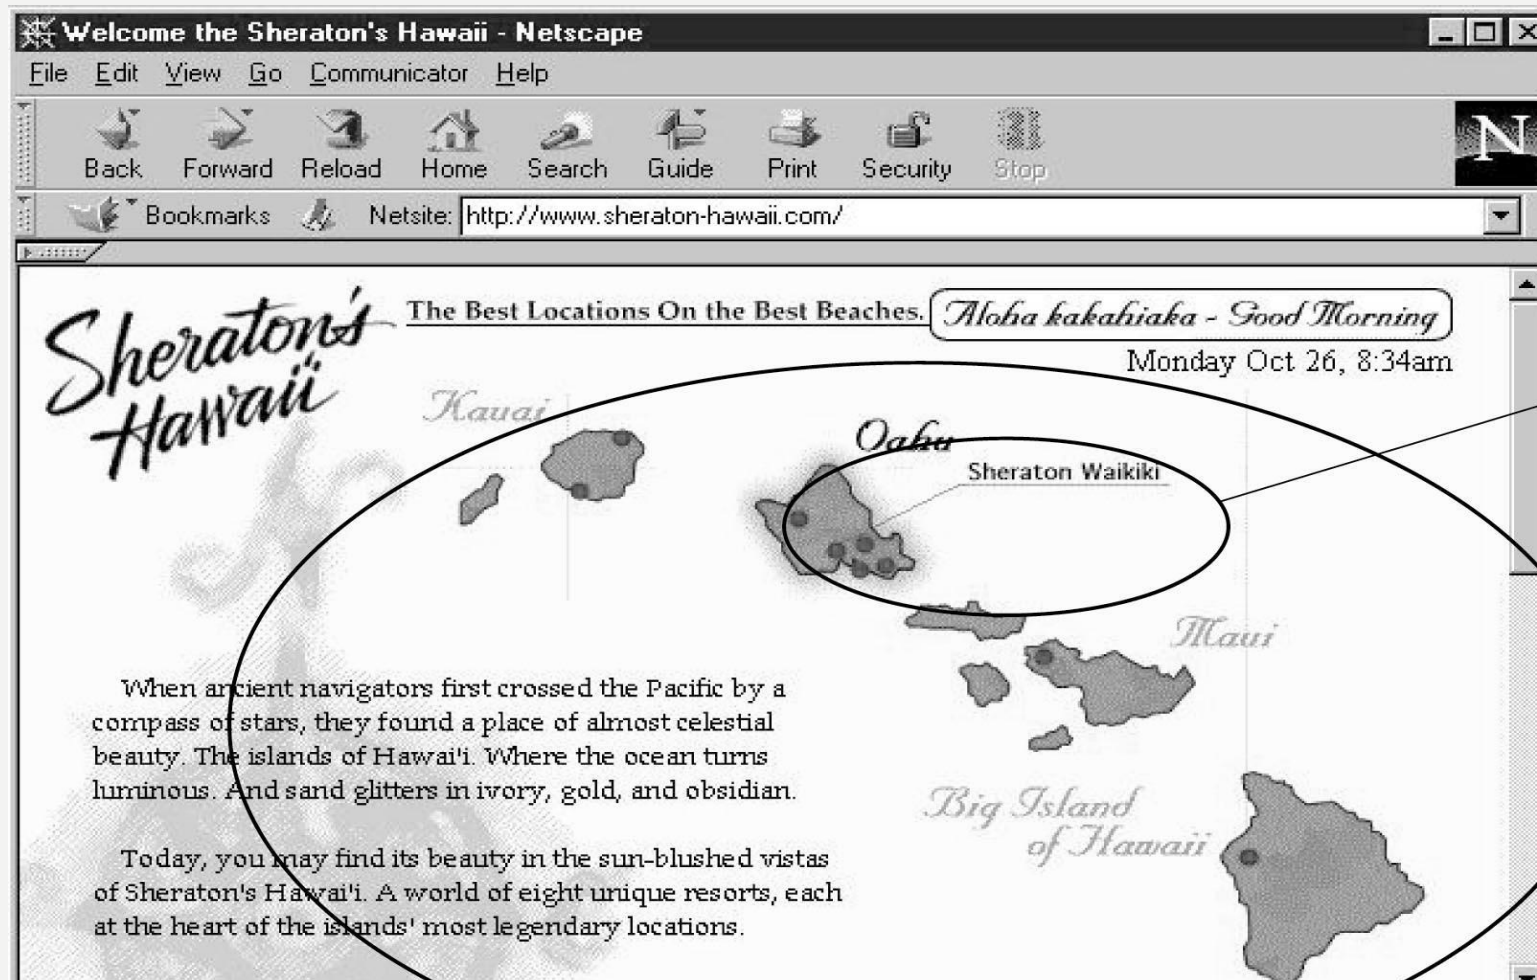 Welcome the Sheraton's Hawaii - Netscape
File Edit View Go Communicator Help
Back Forward Reload Home Search Guide Print Security Stop
N
Bookmarks Netsite: http://www.sheraton-hawaii.com/
Sheraton's
Hawaii
The Best Locations On the Best Beaches.
Aloha kakahiaka - Good Morning
Monday Oct 26, 8:34am
Kauai
Oahu
Sheraton Waikiki
Maui
When ancient navigators first crossed the Pacific by a
compass of stars, they found a place of almost celestial
beauty. The islands of Hawai'i. Where the ocean turns
luminous. And sand glitters in ivory, gold, and obsidian.
Big Island
of Hawaii
Today, you may find its beauty in the sun-blushed vistas
of Sheraton's Hawai'i. A world of eight unique resorts, each
at the heart of the islands' most legendary locations.